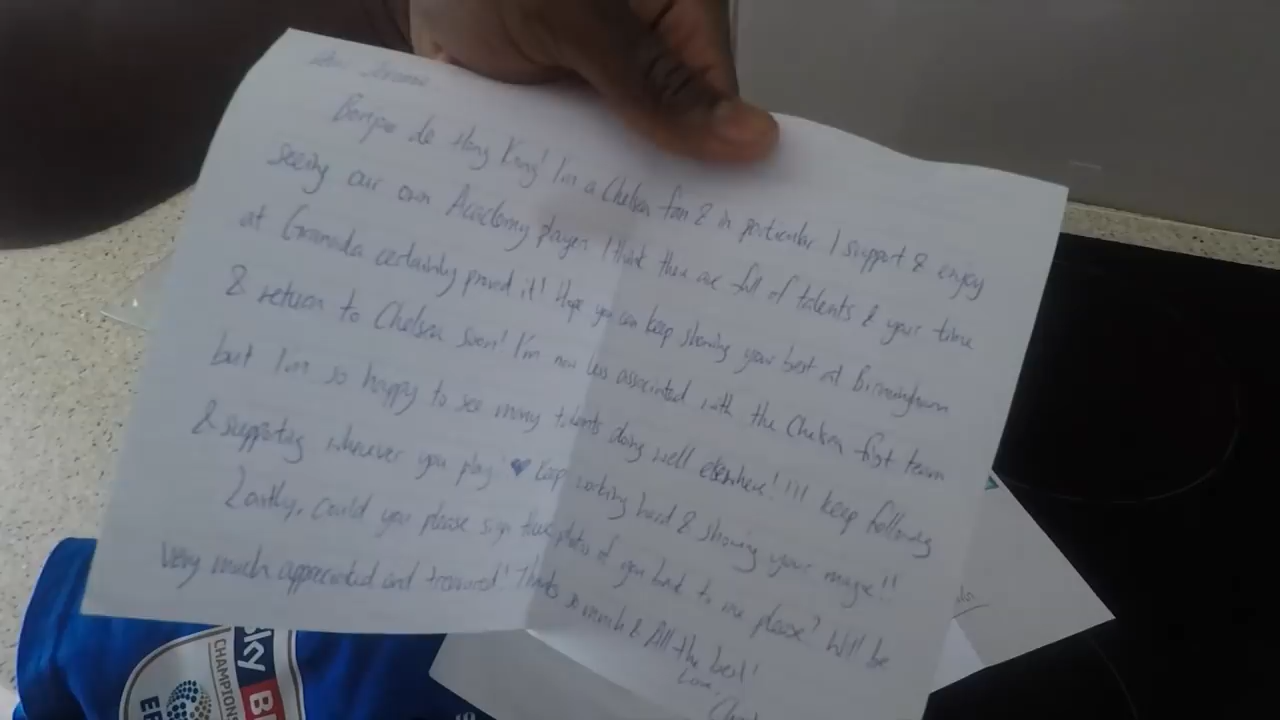 Bonjour de Hong Kong! I'm a Chelsea fan & in particular I support & enjoy
seeing our own Academy players I think they are full of talents & your time
at Granada certainly proved it! Hope you can keep showing your best at Birmingham
& return to Chelsea soon! I'm now less associated with the Chelsea first team
but I'm so happy to see many talents doing well elsewhere! I'll keep following
& supporting wherever you play! Keep working hard & showing your magic!!
Lastly, could you please sign photo of you back to me please? Will be
very much appreciated and treasured! Thanks so much & All the best!
Love,
Sky
CHAMPION